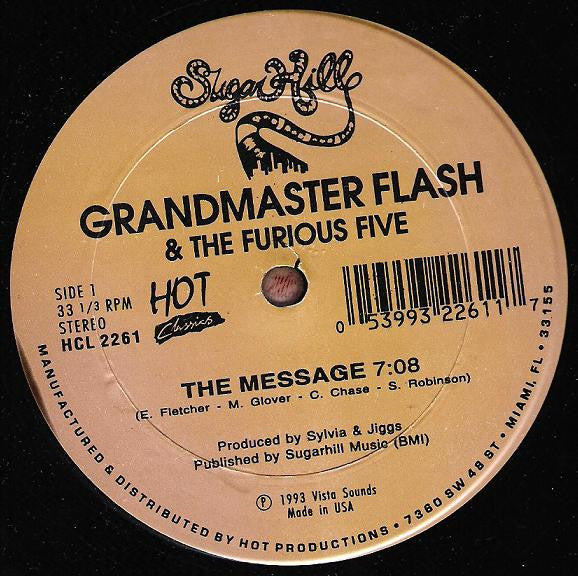 Sugar Hill
GRANDMASTER FLASH
& THE FURIOUS FIVE
SIDE 1
33 1/3 RPM
STEREO
HCL 2261
HOT
Classics
0 53993 22611 7
THE MESSAGE 7:08
(E. Fletcher - M. Glover - C. Chase - S. Robinson)
Produced by Sylvia & Jiggs
Published by Sugarhill Music (BMI)
℗ 1993 Vista Sounds
Made in USA
MANUFACTURED & DISTRIBUTED BY HOT PRODUCTIONS • 7360 SW 48 ST • MIAMI, FL • 33155